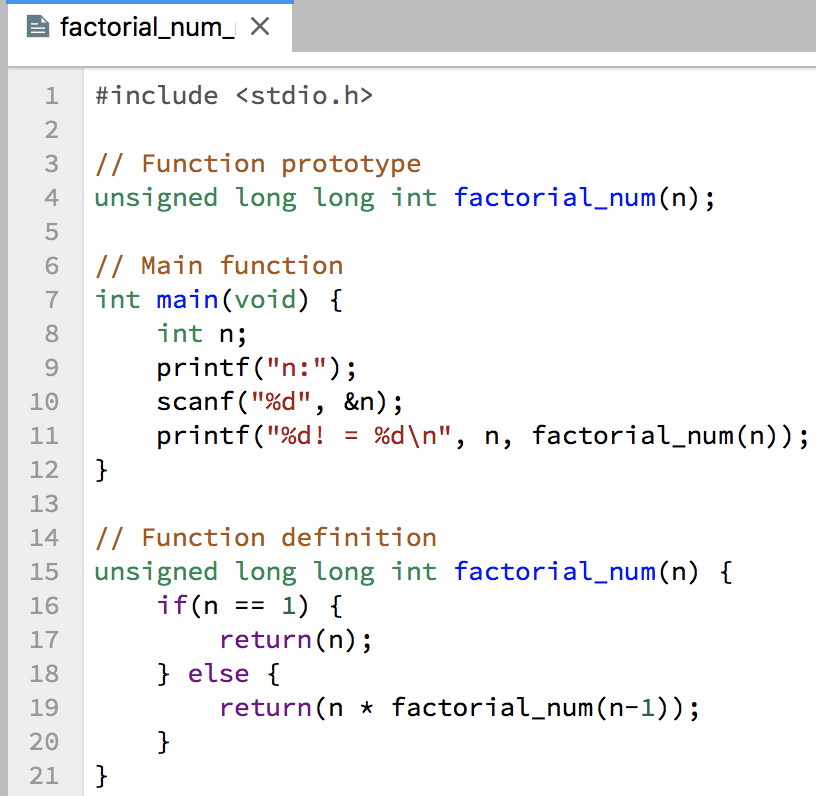 factorial_num_
1 #include <stdio.h>
2
3 // Function prototype
4 unsigned long long int factorial_num(n);
5
6 // Main function
7 int main(void) {
8     int n;
9     printf("n:");
10     scanf("%d", &n);
11     printf("%d! = %d\n", n, factorial_num(n));
12 }
13
14 // Function definition
15 unsigned long long int factorial_num(n) {
16     if(n == 1) {
17         return(n);
18     } else {
19         return(n * factorial_num(n-1));
20     }
21 }